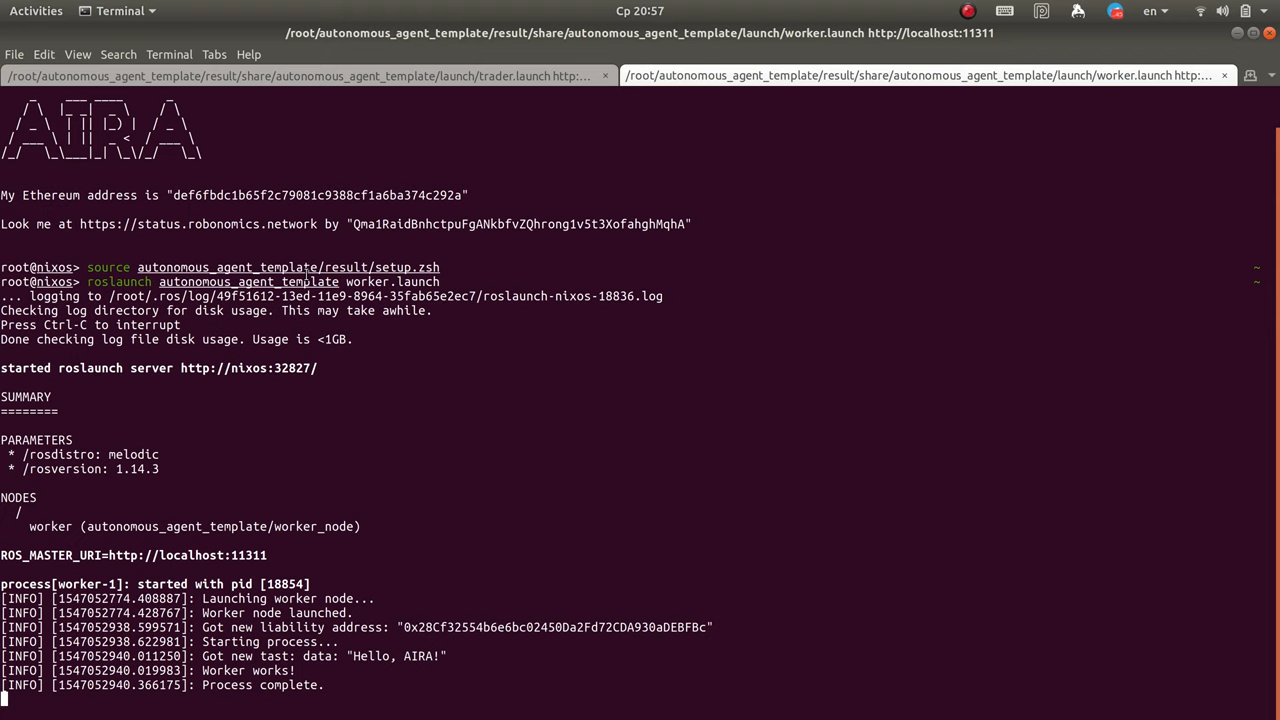 Activities
Terminal
Ср 20:57
en
/root/autonomous_agent_template/result/share/autonomous_agent_template/launch/worker.launch http://localhost:11311
File Edit View Search Terminal Tabs Help
/root/autonomous_agent_template/result/share/autonomous_agent_template/launch/trader.launch http:...
/root/autonomous_agent_template/result/share/autonomous_agent_template/launch/worker.launch http:...
AIRA
My Ethereum address is "def6fbdc1b65f2c79081c9388cf1a6ba374c292a"
Look me at https://status.robonomics.network by "Qma1RaidBnhctpuFgANkbfvZQhrong1v5t3XofahghMqhA"
root@nixos> source autonomous_agent_template/result/setup.zsh ~
root@nixos> roslaunch autonomous_agent_template worker.launch ~
... logging to /root/.ros/log/49f51612-13ed-11e9-8964-35fab65e2ec7/roslaunch-nixos-18836.log
Checking log directory for disk usage. This may take awhile.
Press Ctrl-C to interrupt
Done checking log file disk usage. Usage is <1GB.
started roslaunch server http://nixos:32827/
SUMMARY
========
PARAMETERS
* /rosdistro: melodic
* /rosversion: 1.14.3
NODES
/
worker (autonomous_agent_template/worker_node)
ROS_MASTER_URI=http://localhost:11311
process[worker-1]: started with pid [18854]
[INFO] [1547052774.408887]: Launching worker node...
[INFO] [1547052774.428767]: Worker node launched.
[INFO] [1547052938.599571]: Got new liability address: "0x28Cf32554b6e6bc02450Da2Fd72CDA930aDEBFBc"
[INFO] [1547052938.622981]: Starting process...
[INFO] [1547052940.011250]: Got new tast: data: "Hello, AIRA!"
[INFO] [1547052940.019983]: Worker works!
[INFO] [1547052940.366175]: Process complete.